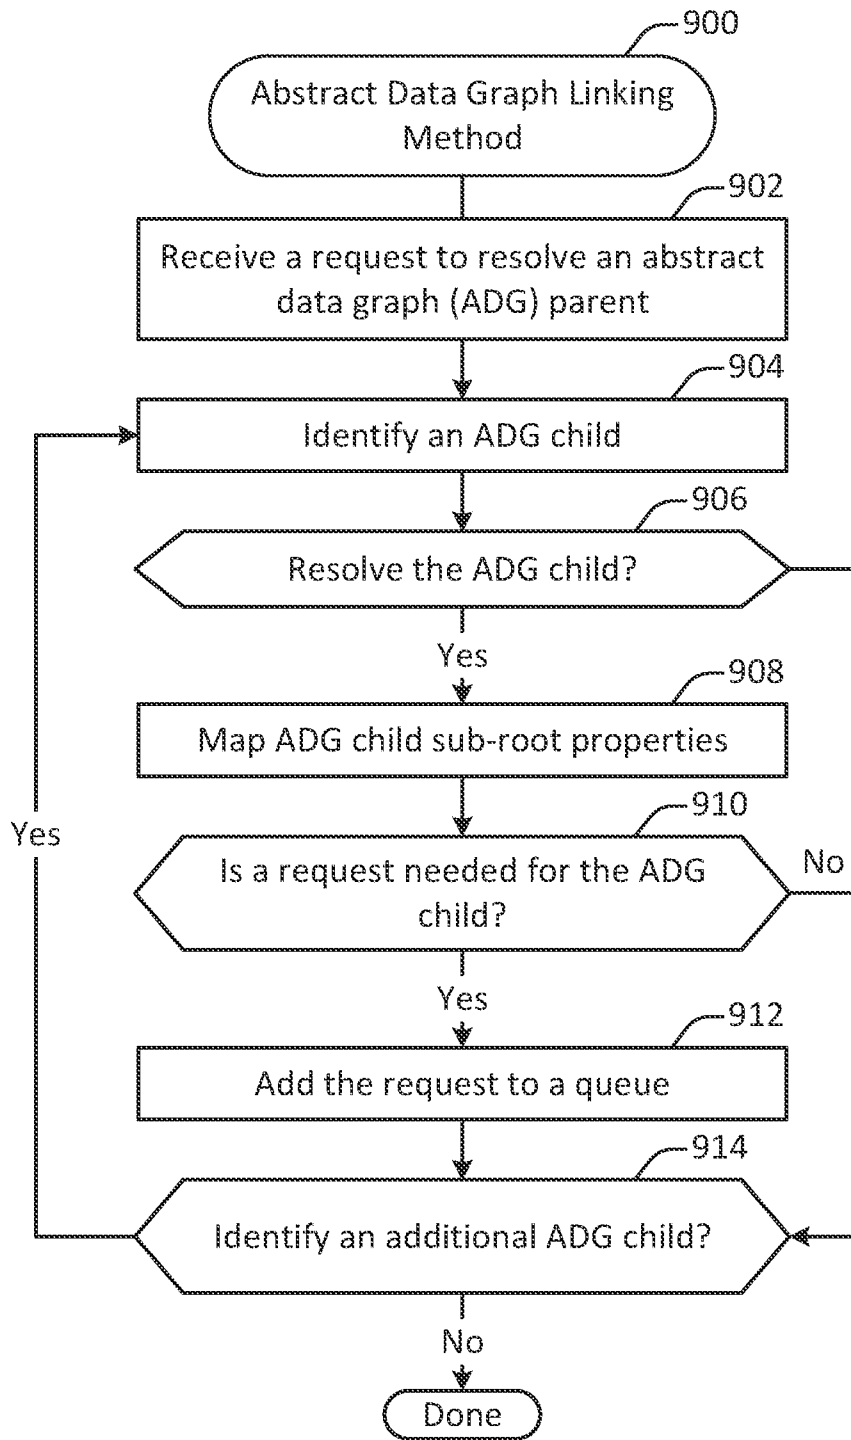 900
Abstract Data Graph Linking
Method
902
Receive a request to resolve an abstract
data graph (ADG) parent
904
Identify an ADG child
906
Resolve the ADG child?
Yes
908
Map ADG child sub-root properties
910
Yes
Is a request needed for the ADG
child?
No
Yes
912
Add the request to a queue
914
Identify an additional ADG child?
No
Done